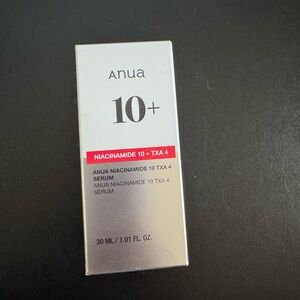 Anua
10+
NIACINAMIDE 10 + TXA 4
ANUA NIACINAMIDE 10 TXA 4
SERUM
ANUA NIACINAMIDE 10 TXA 4
SÉRUM
30 ML / 1.01 FL. OZ.